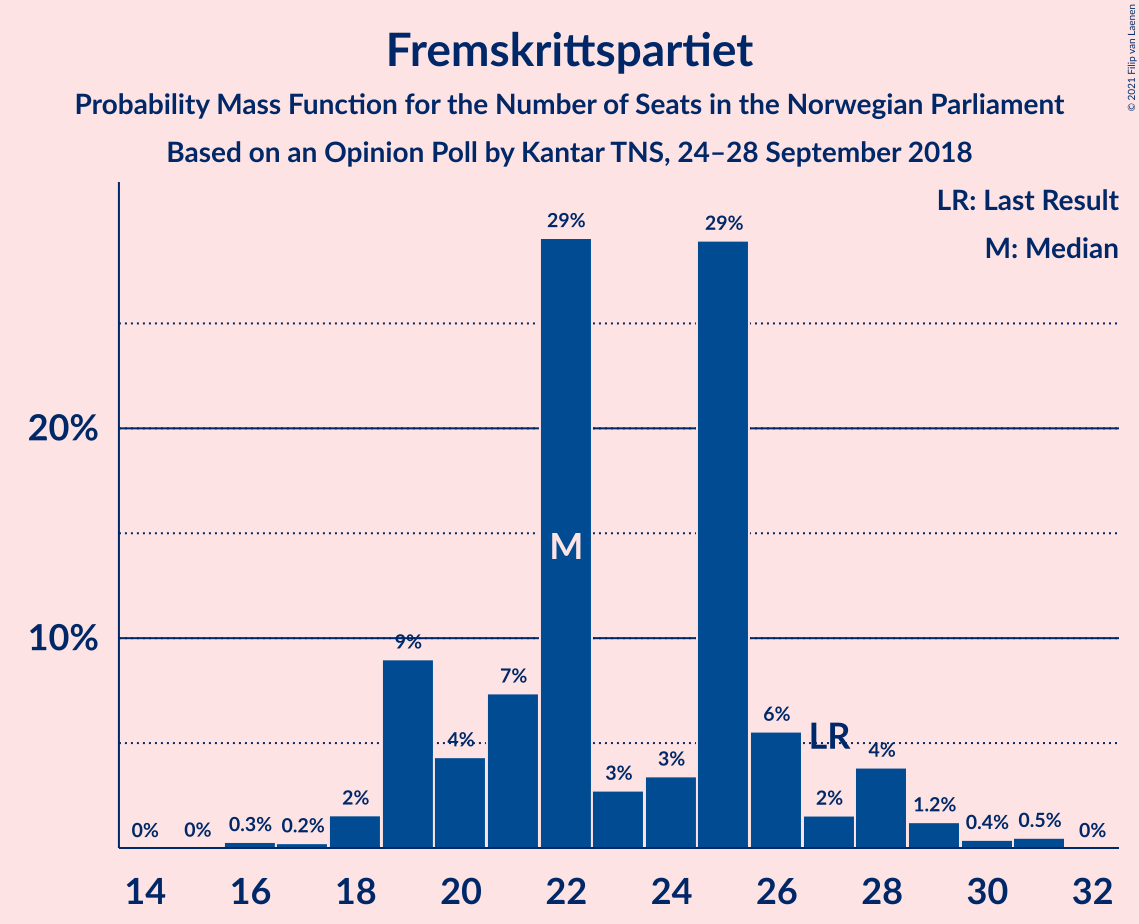 © 2021 Filip van Laenen
Fremskrittspartiet
Probability Mass Function for the Number of Seats in the Norwegian Parliament
Based on an Opinion Poll by Kantar TNS, 24–28 September 2018
LR: Last Result
M: Median
29%
29%
20%
M
10%
9%
7%
6%
LR
4%
4%
3%
3%
2%
2%
1.2%
0%
0%
0.3%
0.2%
0.4%
0.5%
0%
14 16 18 20 22 24 26 28 30 32